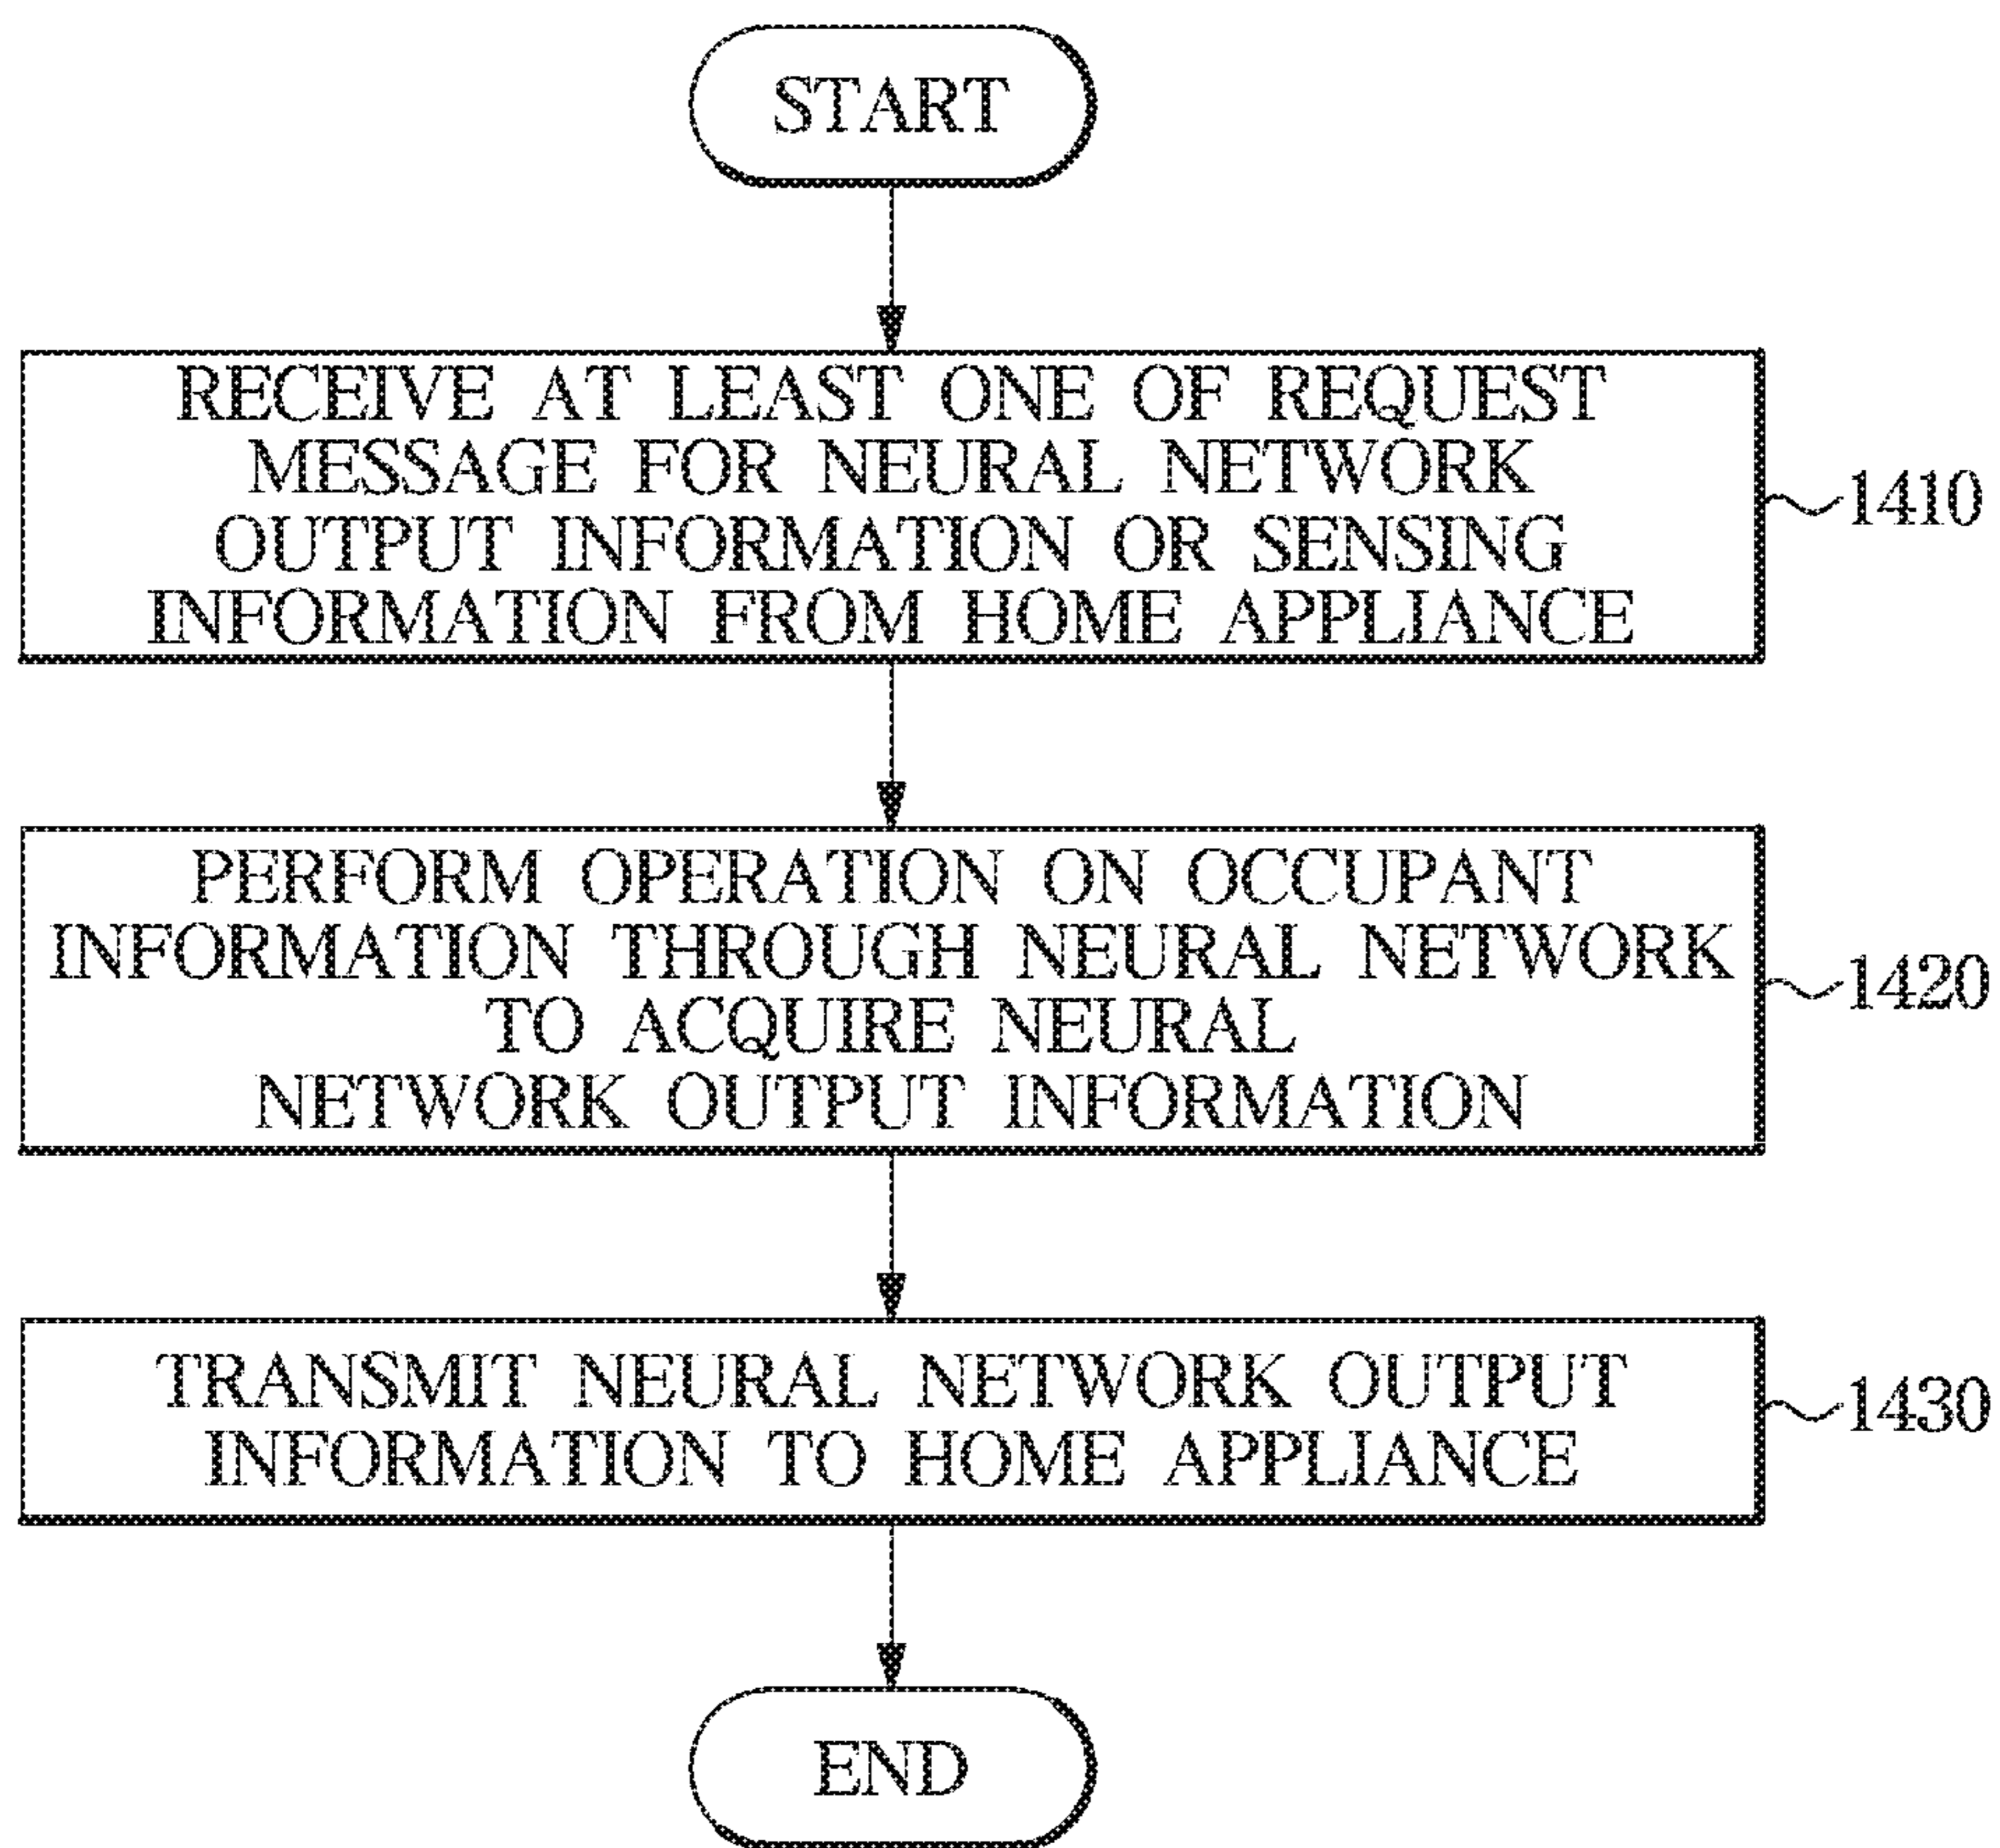 START
RECEIVE AT LEAST ONE OF REQUEST
MESSAGE FOR NEURAL NETWORK
OUTPUT INFORMATION OR SENSING
INFORMATION FROM HOME APPLIANCE
1410
PERFORM OPERATION ON OCCUPANT
INFORMATION THROUGH NEURAL NETWORK
TO ACQUIRE NEURAL
NETWORK OUTPUT INFORMATION
1420
TRANSMIT NEURAL NETWORK OUTPUT
INFORMATION TO HOME APPLIANCE
1430
END